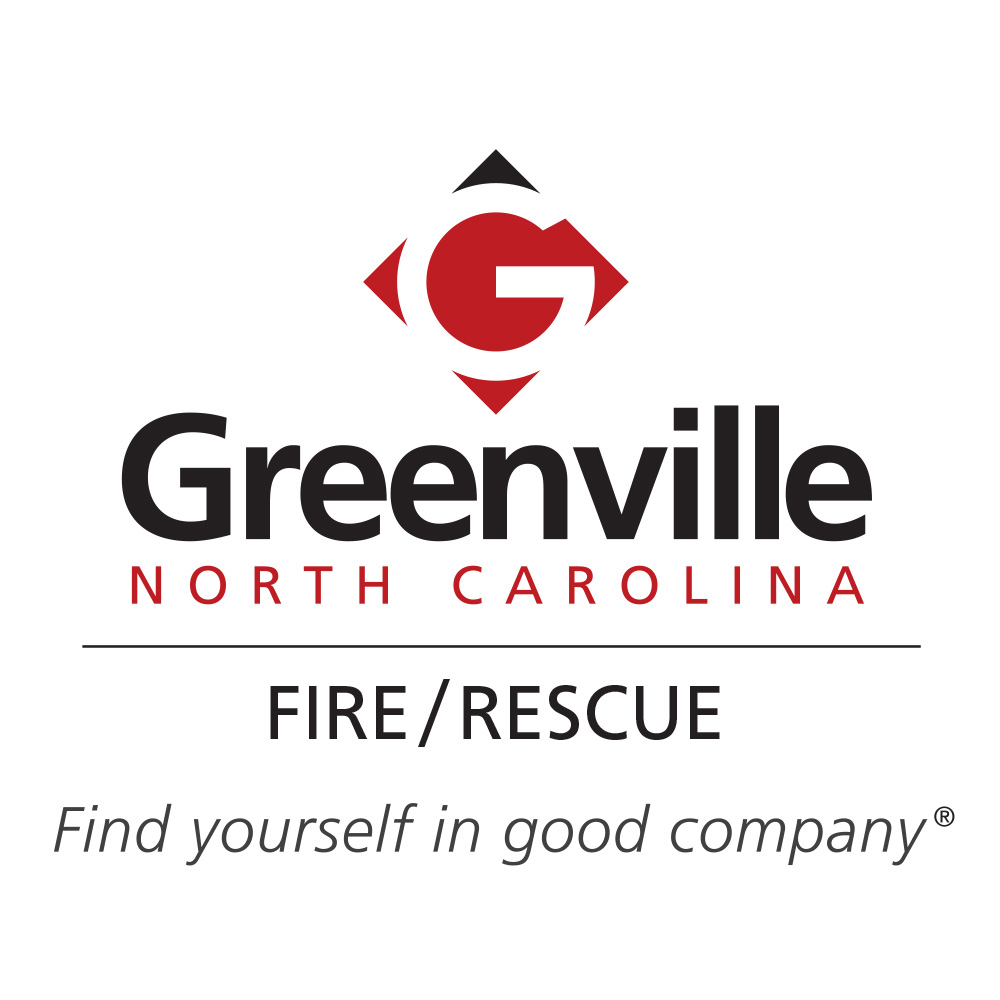 G
Greenville
NORTH CAROLINA
FIRE/RESCUE
Find yourself in good company®